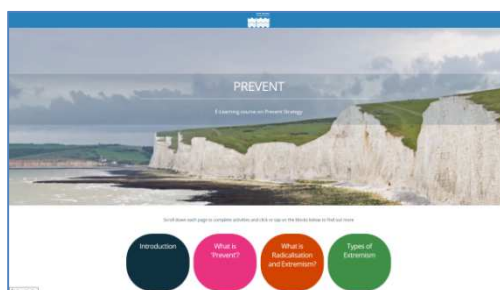 PREVENT
E-Learning course on Prevent Strategy
Scroll down each page to complete activities and click or tap on the blocks below to find out more
Introduction
What is
'Prevent'?
What is
Radicalisation
and Extremism?
Types of
Extremism